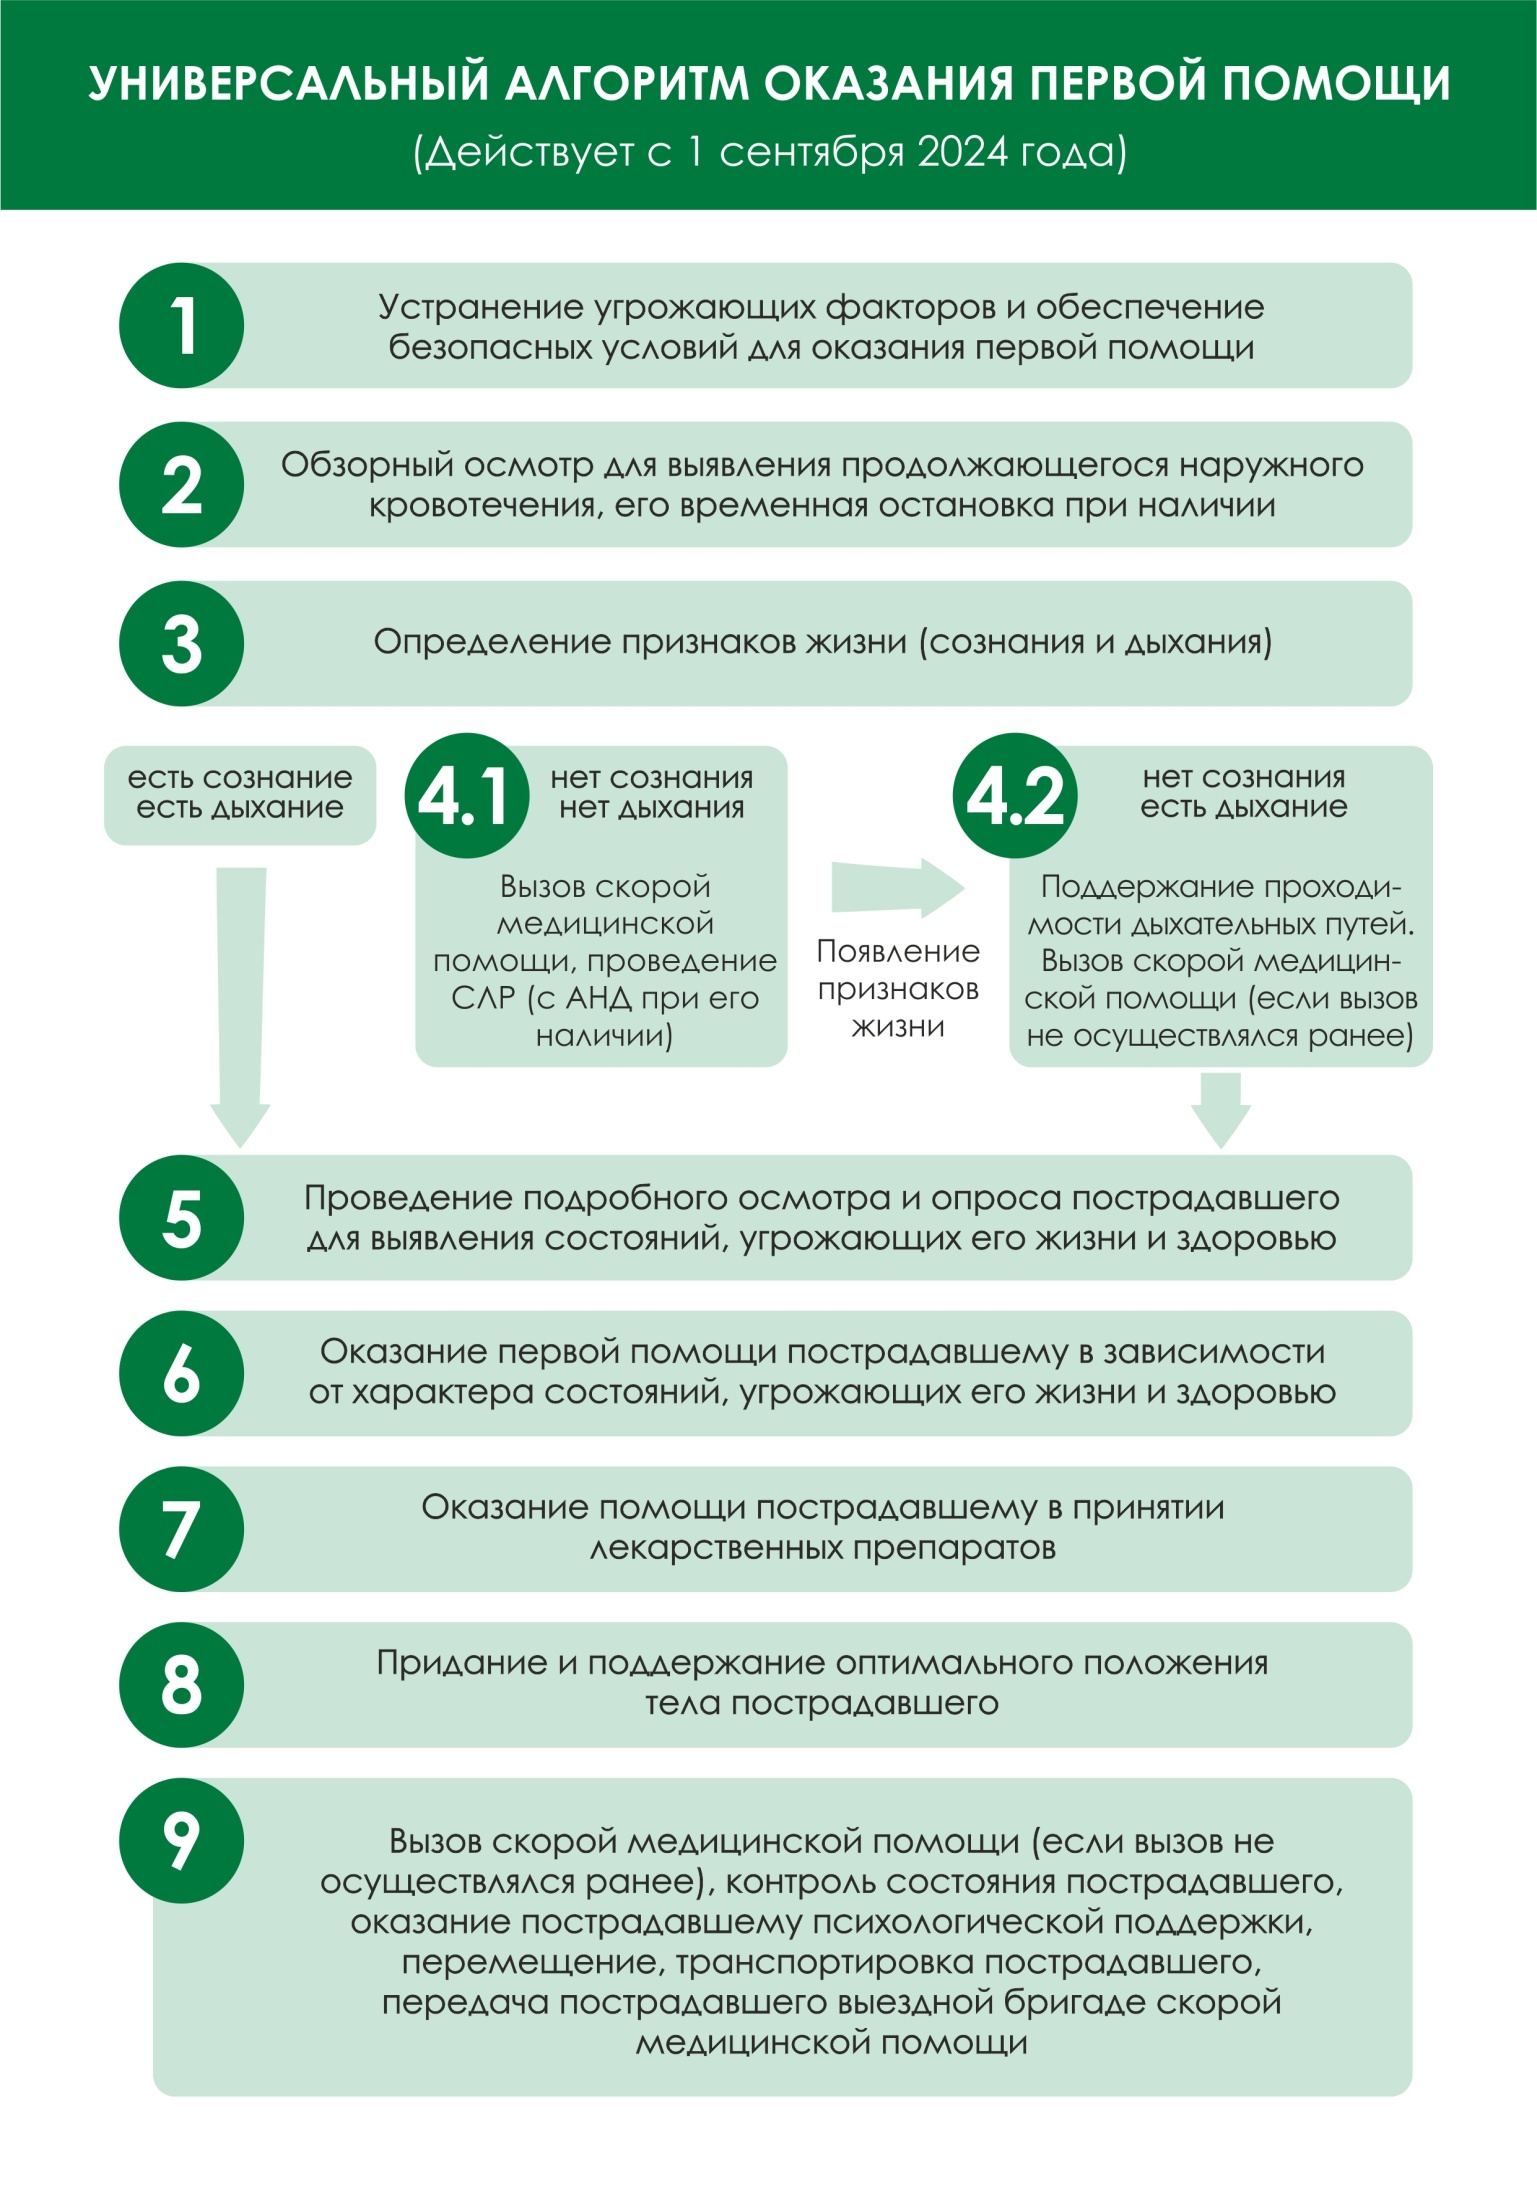 УНИВЕРСАЛЬНЫЙ АЛГОРИТМ ОКАЗАНИЯ ПЕРВОЙ ПОМОЩИ
(Действует с 1 сентября 2024 года)
1
Устранение угрожающих факторов и обеспечение
безопасных условий для оказания первой помощи
2
Обзорный осмотр для выявления продолжающегося наружного
кровотечения, его временная остановка при наличии
3
Определение признаков жизни (сознания и дыхания)
есть сознание
есть дыхание
4.1
нет сознания
нет дыхания
Вызов скорой
медицинской
помощи, проведение
СЛР (с АНД при его
наличии)
Появление
признаков
жизни
4.2
нет сознания
есть дыхание
Поддержание проходи-
мости дыхательных путей.
Вызов скорой медицин-
ской помощи (если вызов
не осуществлялся ранее)
5
Проведение подробного осмотра и опроса пострадавшего
для выявления состояний, угрожающих его жизни и здоровью
6
Оказание первой помощи пострадавшему в зависимости
от характера состояний, угрожающих его жизни и здоровью
7
Оказание помощи пострадавшему в принятии
лекарственных препаратов
8
Придание и поддержание оптимального положения
тела пострадавшего
9
Вызов скорой медицинской помощи (если вызов не
осуществлялся ранее), контроль состояния пострадавшего,
оказание пострадавшему психологической поддержки,
перемещение, транспортировка пострадавшего,
передача пострадавшего выездной бригаде скорой
медицинской помощи